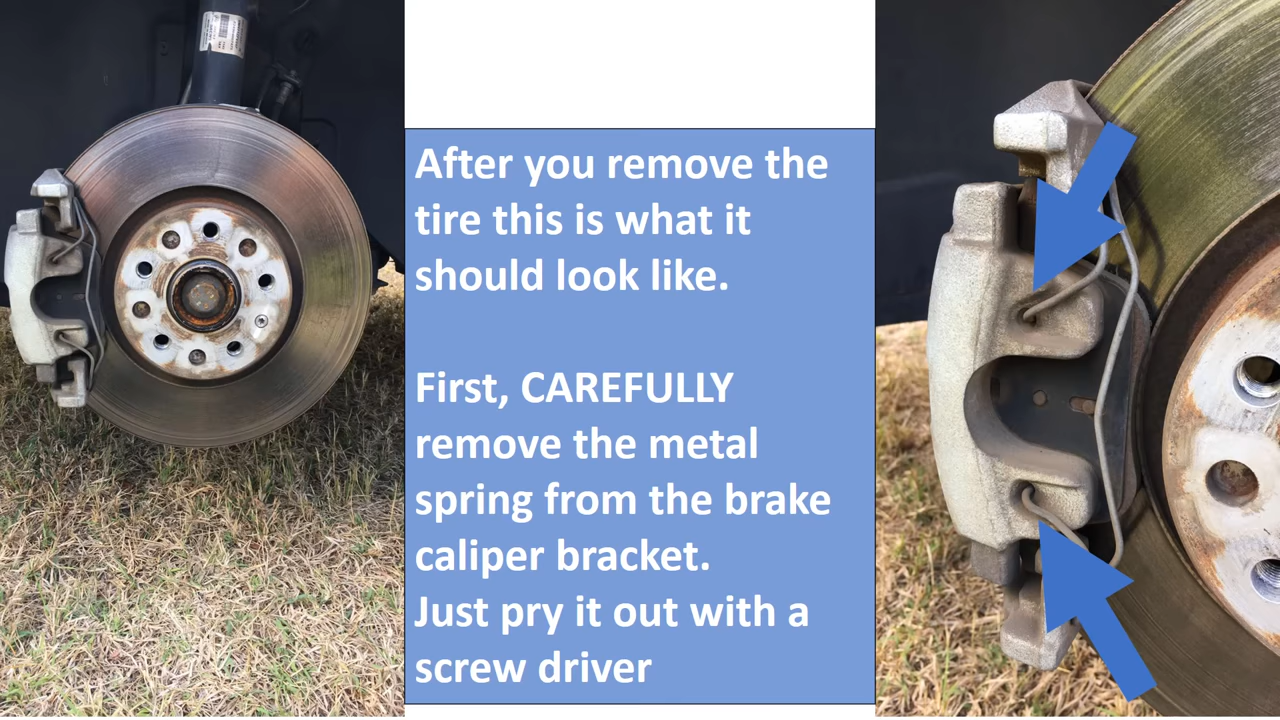 After you remove the
tire this is what it
should look like.
First, CAREFULLY
remove the metal
spring from the brake
caliper bracket.
Just pry it out with a
screw driver